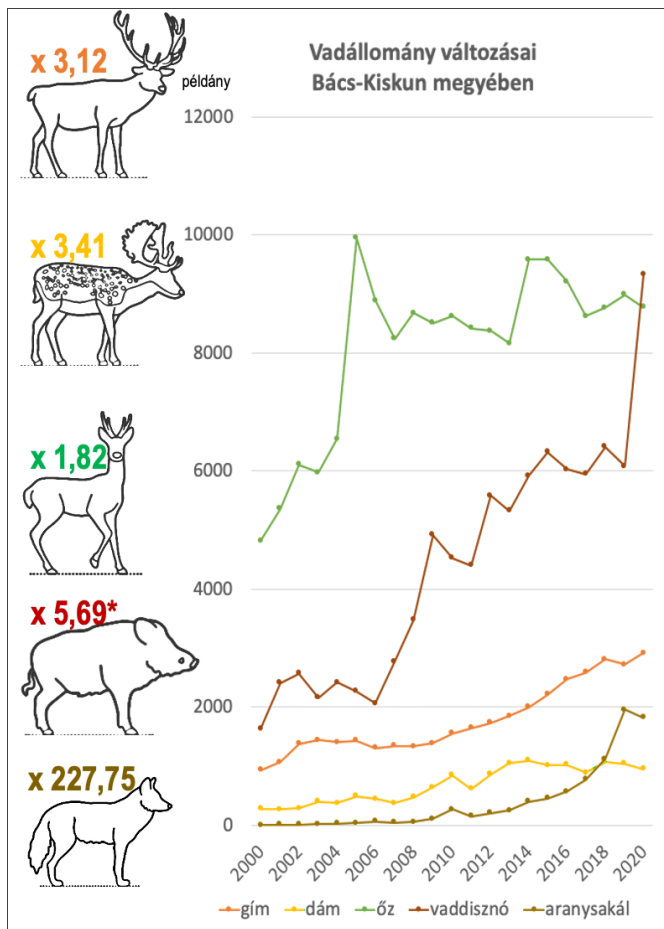 Vadállomány változásai
Bács-Kiskun megyében
x 3,12
példány
x 3,41
x 1,82
x 5,69*
x 227,75
12000
10000
8000
6000
4000
2000
0
2000 2002 2004 2006 2008 2010 2012 2014 2016 2018 2020
gím dám őz vaddisznó aranysakál